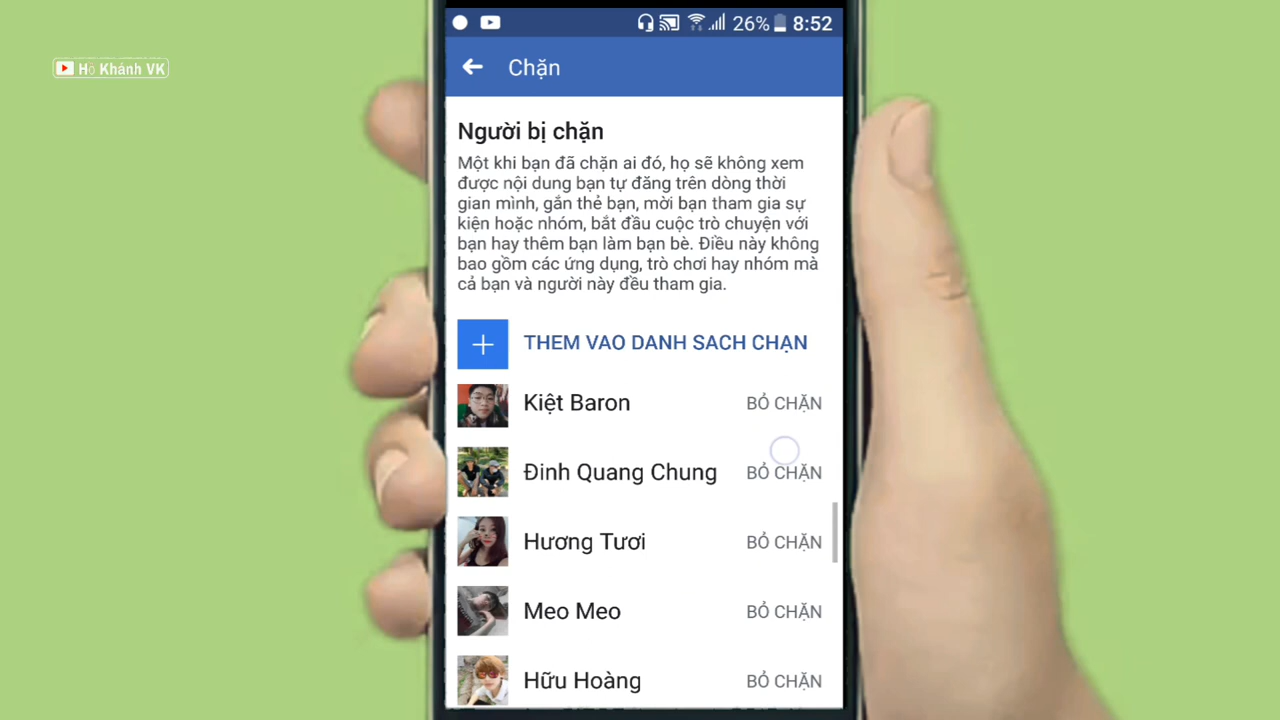 Hồ Khánh VK
26% 8:52
Chặn
Người bị chặn
Một khi bạn đã chặn ai đó, họ sẽ không xem
được nội dung bạn tự đăng trên dòng thời
gian mình, gắn thẻ bạn, mời bạn tham gia sự
kiện hoặc nhóm, bắt đầu cuộc trò chuyện với
bạn hay thêm bạn làm bạn bè. Điều này không
bao gồm các ứng dụng, trò chơi hay nhóm mà
cả bạn và người này đều tham gia.
THEM VAO DANH SACH CHẠN
Kiệt Baron BỎ CHẶN
Đinh Quang Chung BỎ CHẶN
Hương Tươi BỎ CHẶN
Meo Meo BỎ CHẶN
Hữu Hoàng BỎ CHẶN